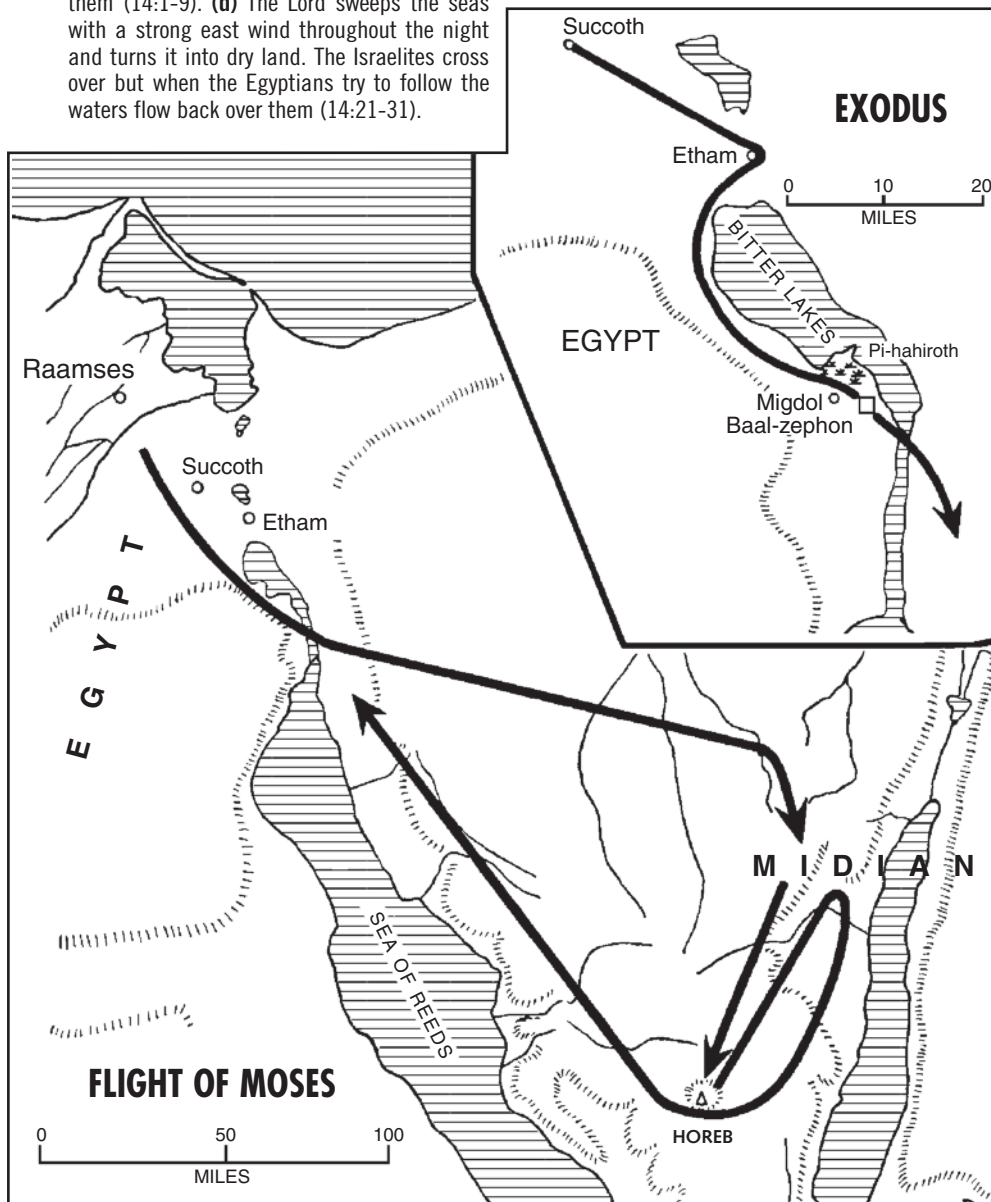 them (14:1-9). (d) The Lord sweeps the seas
with a strong east wind throughout the night
and turns it into dry land. The Israelites cross
over but when the Egyptians try to follow the
waters flow back over them (14:21-31).
Succoth
EXODUS
Etham
0 10 20
MILES
BITTER LAKES
EGYPT
Pi-hahiroth
Migdol
Baal-zephon
Raamses
Succoth
Etham
EGYPT
MIDIAN
SEA OF REEDS
FLIGHT OF MOSES
0 50 100
MILES
HOREB